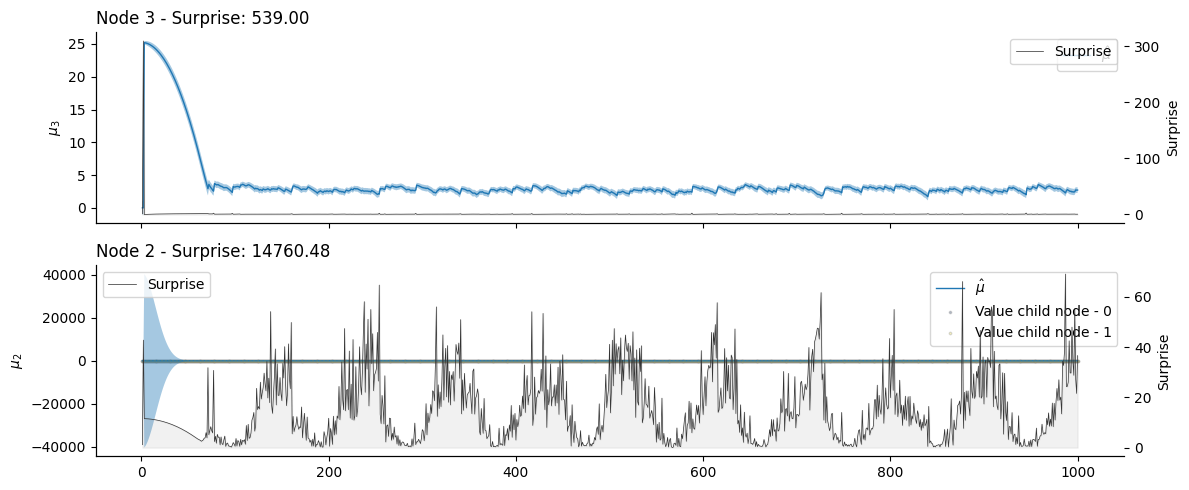 Node 3 - Surprise: 539.00
25
20
15
10
5
0
μ3
Surprise
300
200
100
0
Surprise
Node 2 - Surprise: 14760.48
40000
20000
0
−20000
−40000
μ2
Surprise
μ̂
Value child node - 0
Value child node - 1
60
40
20
0
Surprise
0
200
400
600
800
1000